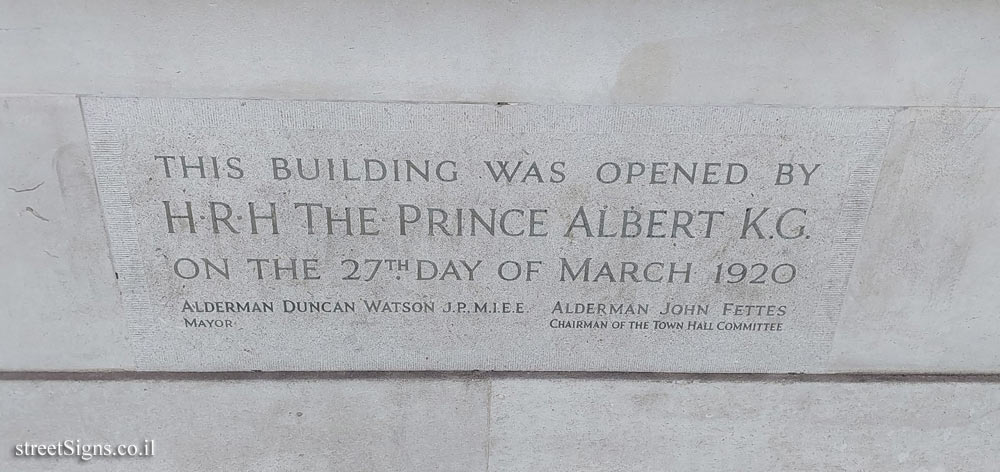 THIS BUILDING WAS OPENED BY
H·R·H THE PRINCE ALBERT K.G.
ON THE 27TH DAY OF MARCH 1920
ALDERMAN DUNCAN WATSON J.P. M.I.E.E. ALDERMAN JOHN FETTES
MAYOR CHAIRMAN OF THE TOWN HALL COMMITTEE
streetSigns.co.il